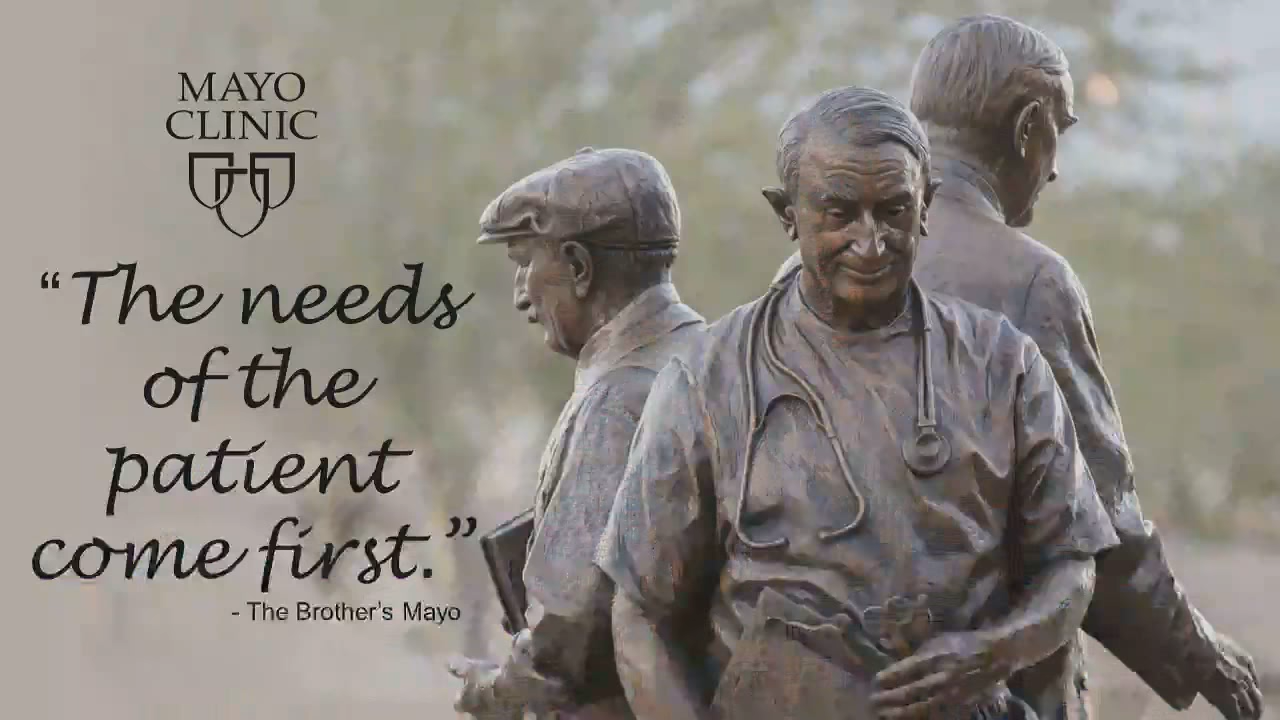 MAYO
CLINIC
“The needs
of the
patient
come first.”
- The Brother's Mayo